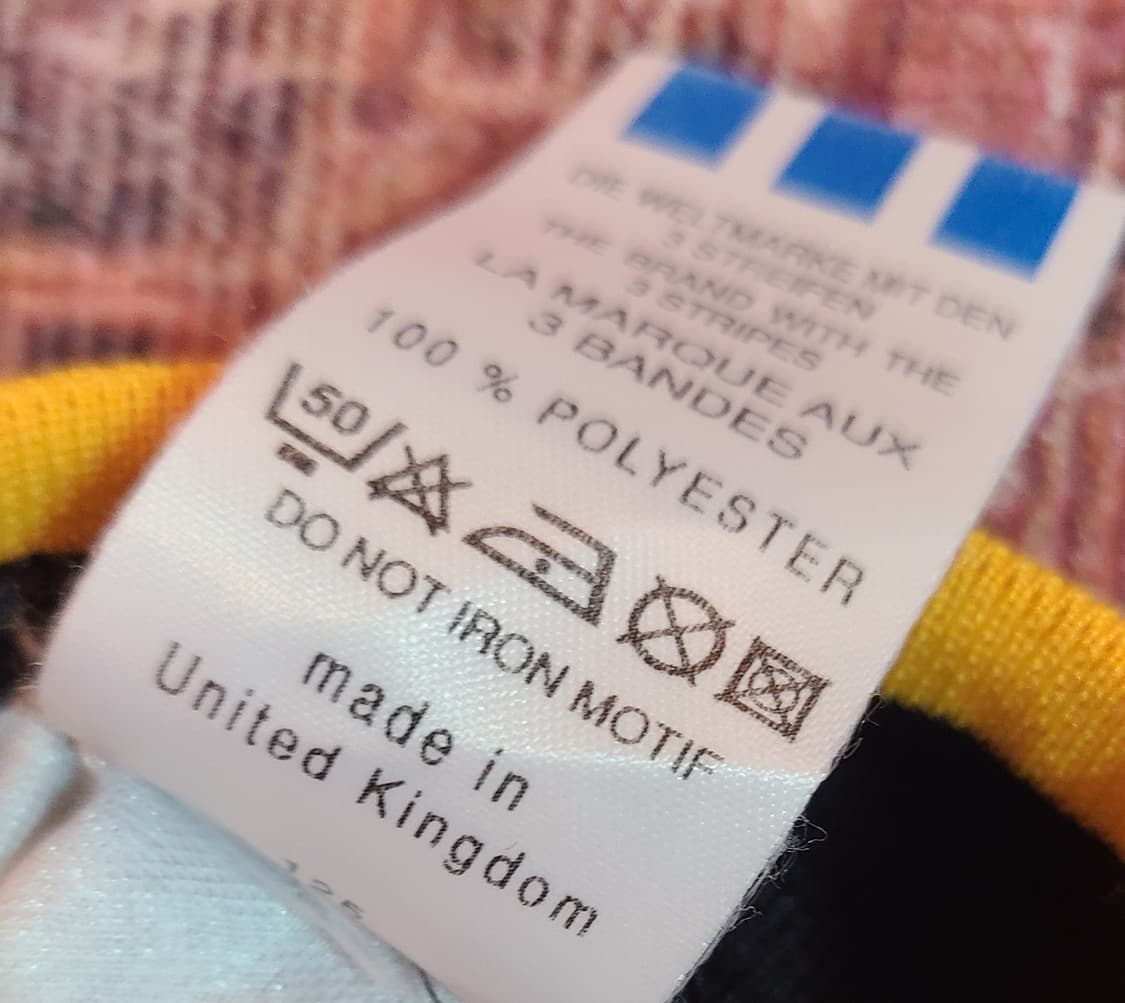 DIE WELTMARKE MIT DEN
3 STREIFEN
THE BRAND WITH THE
3 STRIPES
LA MARQUE AUX
3 BANDES
100 % POLYESTER
50
DO NOT IRON MOTIF
made in
United Kingdom